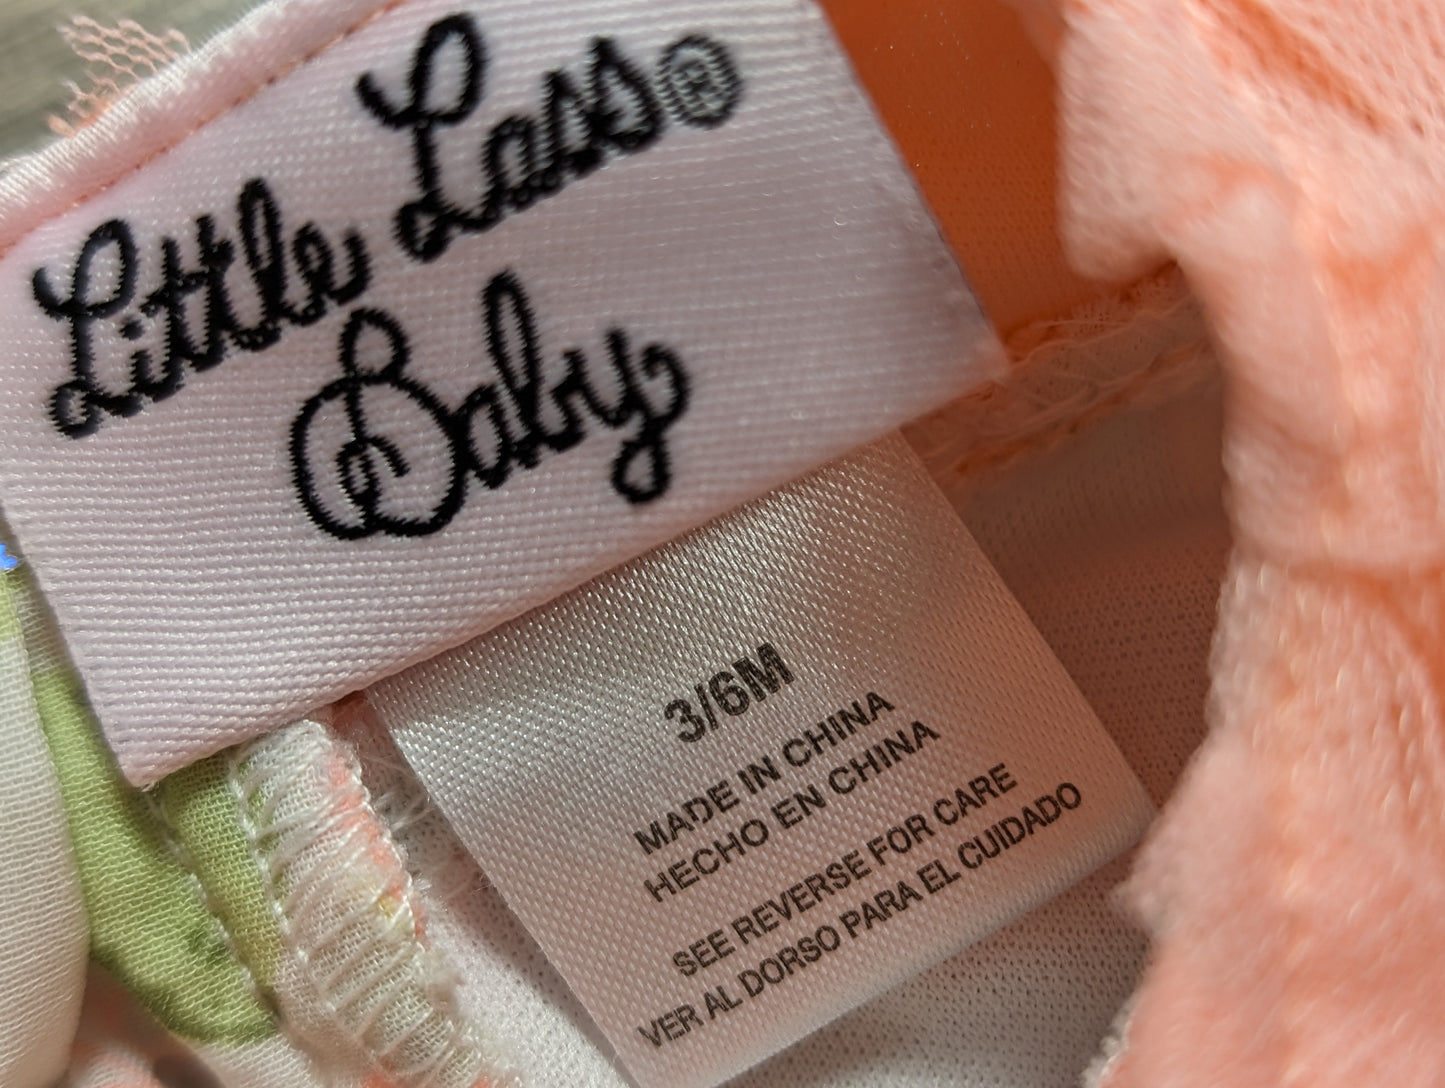 Little Lass®
Baby
3/6M
MADE IN CHINA
HECHO EN CHINA
SEE REVERSE FOR CARE
VER AL DORSO PARA EL CUIDADO